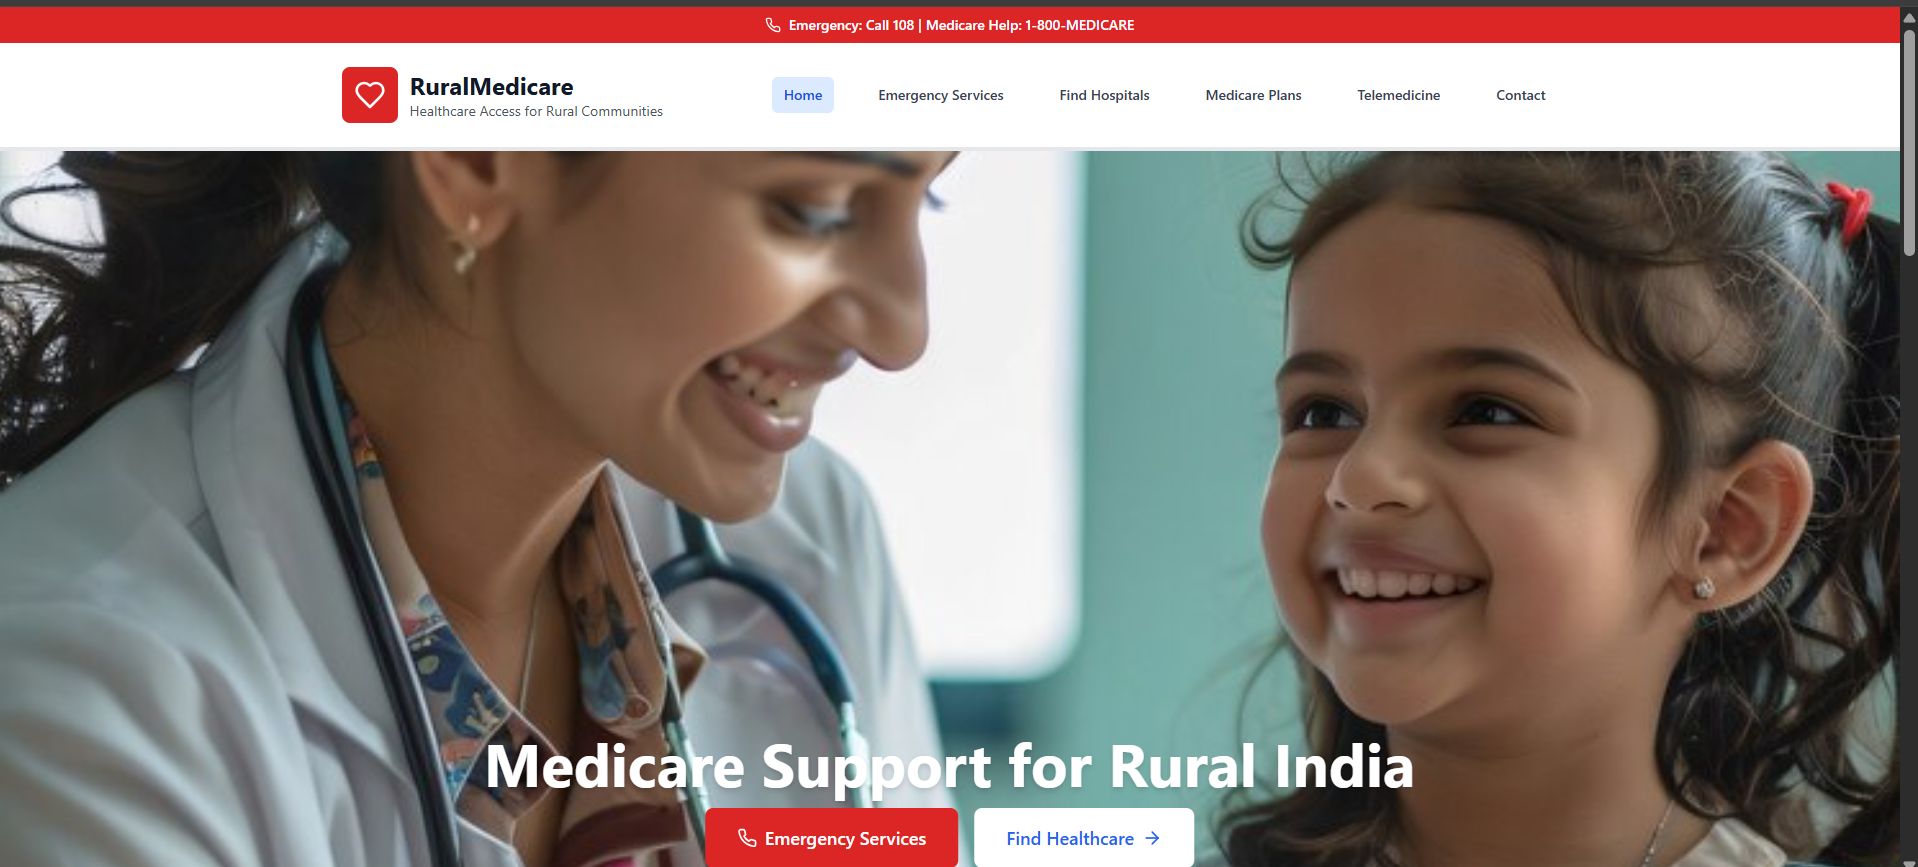 Emergency: Call 108 | Medicare Help: 1-800-MEDICARE
RuralMedicare
Healthcare Access for Rural Communities
Home
Emergency Services
Find Hospitals
Medicare Plans
Telemedicine
Contact
Medicare Support for Rural India
Emergency Services
Find Healthcare